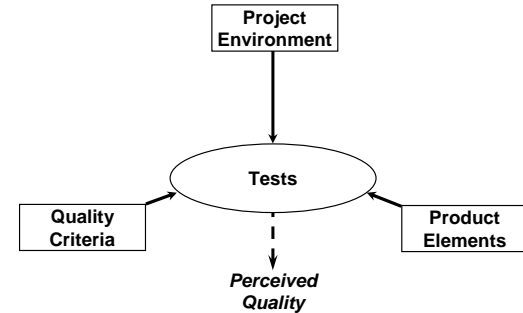 Project
Environment
Tests
Quality
Criteria
Product
Elements
Perceived
Quality